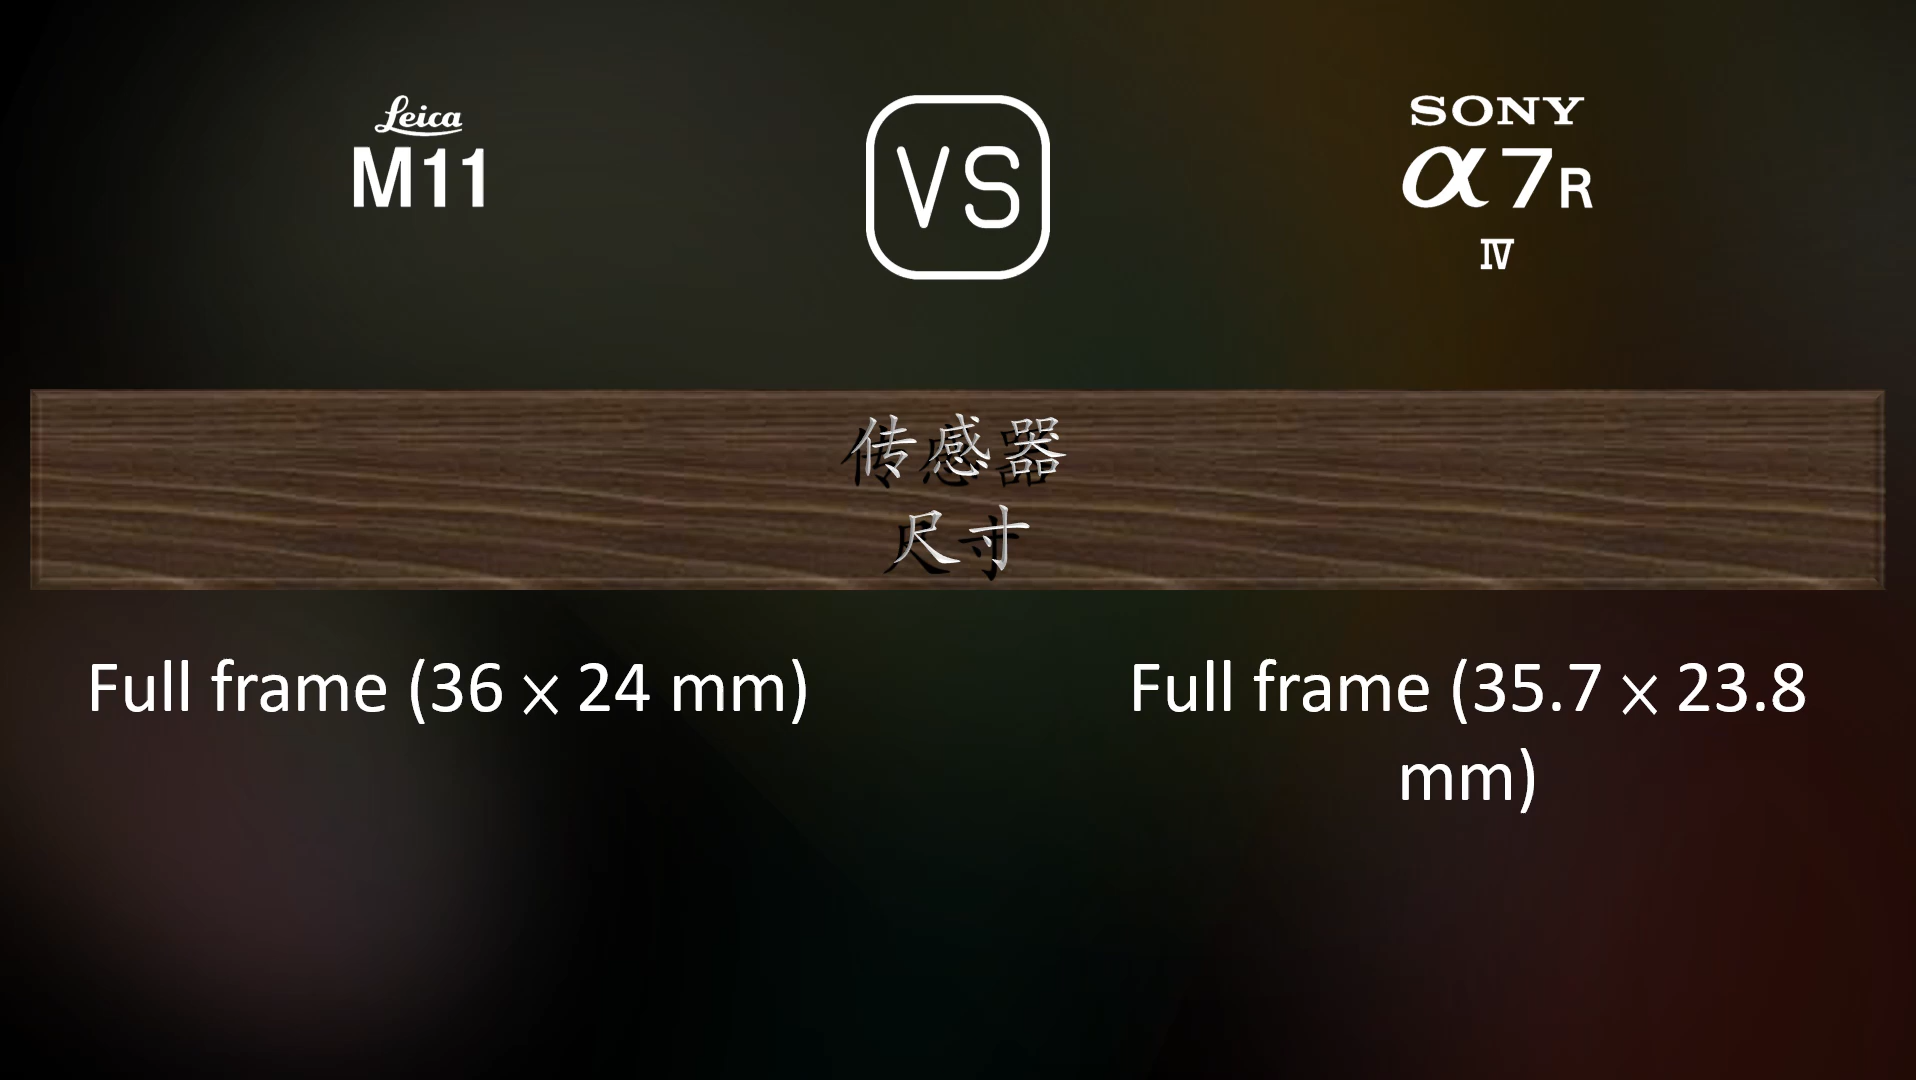 Leica
M11
VS
SONY
α7R
IV
传感器
尺寸
Full frame (36 x 24 mm)
Full frame (35.7 x 23.8
mm)